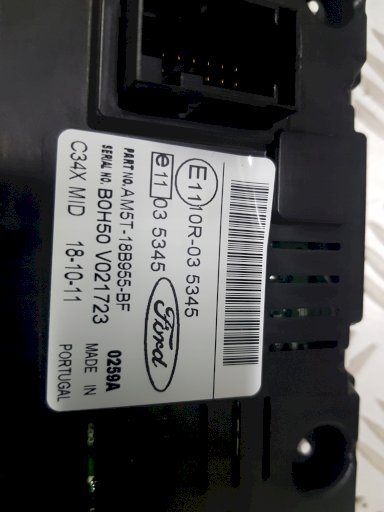 E11 10R-03 5345
e11 03 5345
Ford
PART NO. AM5T-18B955-BF
SERIAL NO. B0H50 V021723
0259A
MADE IN
PORTUGAL
C34X MID 18-10-11